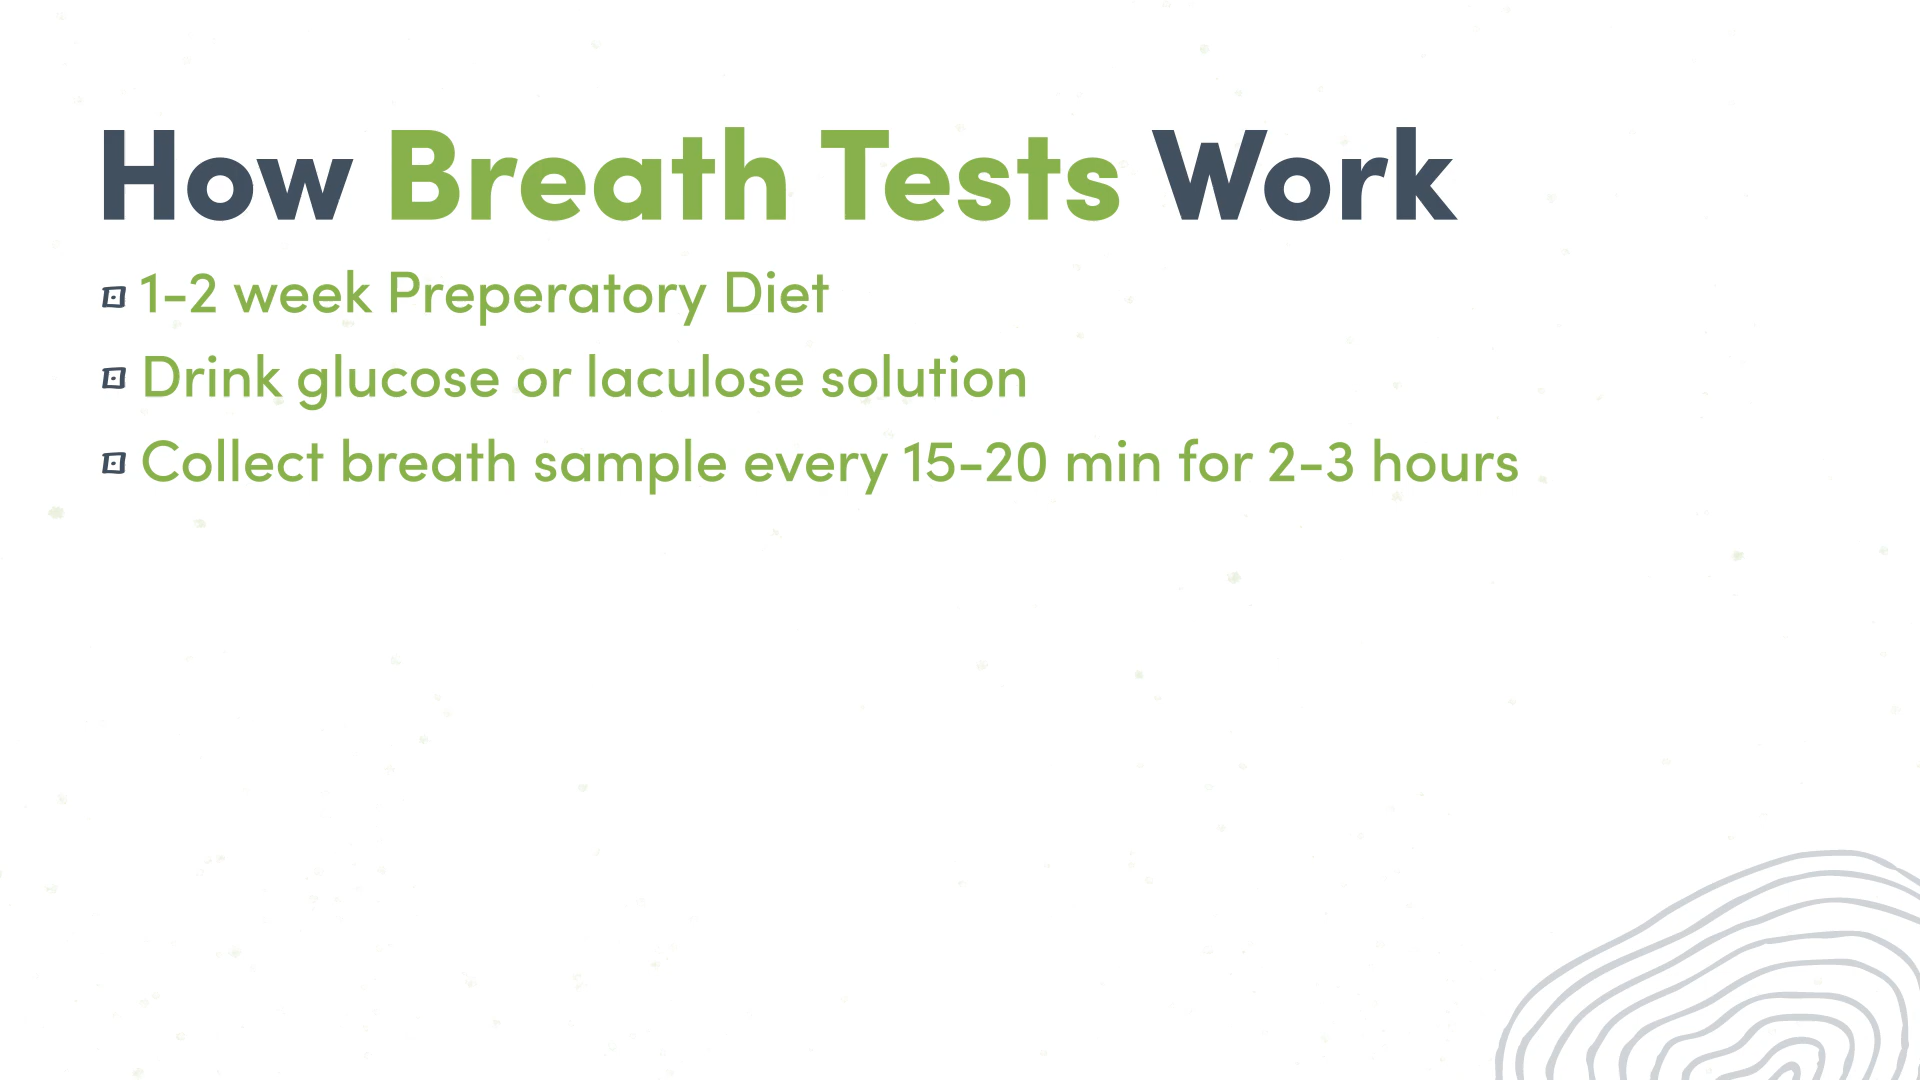 How Breath Tests Work
1-2 week Preperatory Diet
Drink glucose or laculose solution
Collect breath sample every 15-20 min for 2-3 hours